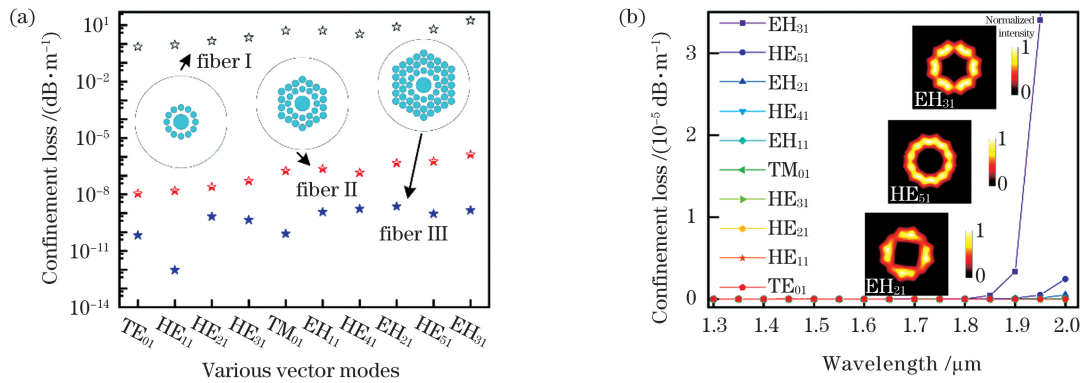 (a)
Confinement loss /(dB·m⁻¹)
10¹
10⁻²
10⁻⁵
10⁻⁸
10⁻¹¹
10⁻¹⁴
fiber I
fiber II
fiber III
TE₀₁
HE₁₁
HE₂₁
HE₃₁
TM₀₁
EH₁₁
HE₄₁
EH₂₁
HE₅₁
EH₃₁
Various vector modes
(b)
Confinement loss /(10⁻⁵ dB·m⁻¹)
3
2
1
0
EH₃₁
HE₅₁
EH₂₁
HE₄₁
EH₁₁
TM₀₁
HE₃₁
HE₂₁
HE₁₁
TE₀₁
Normalized
intensity
1
0
EH₃₁
1
0
HE₅₁
1
0
EH₂₁
1.3 1.4 1.5 1.6 1.7 1.8 1.9 2.0
Wavelength /μm